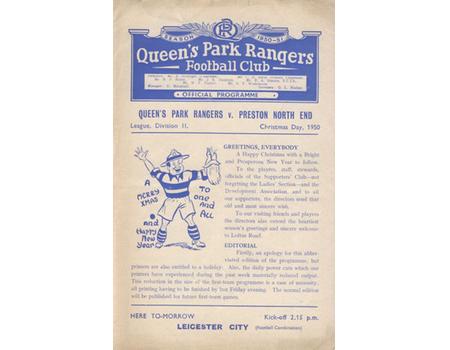 SEASON 1950-51
QPR
Queen's Park Rangers
Football Club
OFFICIAL PROGRAMME
QUEEN'S PARK RANGERS v. PRESTON NORTH END
League, Division II. Christmas Day, 1950
GREETINGS, EVERYBODY
A Happy Christmas with a Bright
and Prosperous New Year to follow.
To the players, staff, stewards,
officials of the Supporters' Club—not
forgetting the Ladies' Section—and the
Development Association, and to all
our supporters, the directors send that
old and most sincere wish.
To our visiting friends and players
the directors also extend the heartiest
season's greetings and sincere welcome
to Loftus Road.
A MERRY XMAS
and Happy New Year
TO one and ALL
EDITORIAL
Firstly, an apology for this abbre-
viated edition of the programme, but
printers are also entitled to a holiday. Also, the daily power cuts which our
printers have experienced during the past week materially reduced output.
This reduction in the size of the first-team programme is a case of necessity,
all printing having to be finished by last Friday evening. The normal edition
will be published for future first-team games.
HERE TO-MORROW Kick-off 2.15 p.m.
LEICESTER CITY (Football Combination)